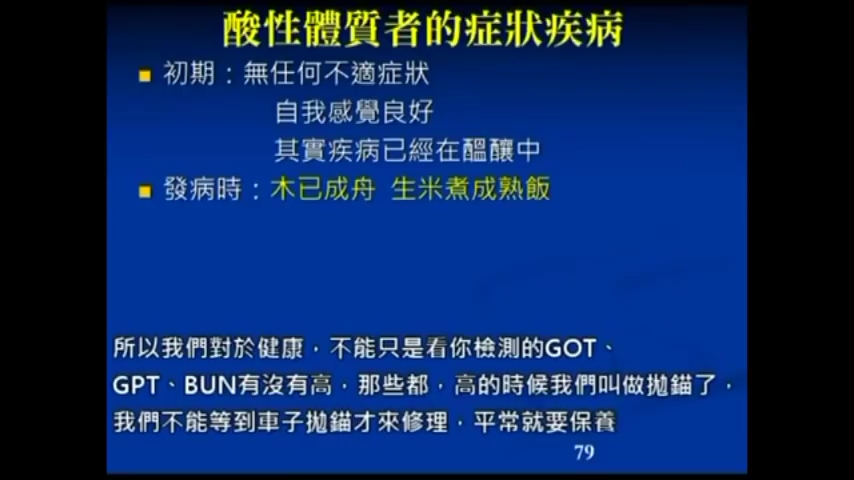 酸性體質者的症狀疾病
初期：無任何不適症狀
自我感覺良好
其實疾病已經在醞釀中
發病時：木已成舟 生米煮成熟飯
所以我們對於健康，不能只是看你檢測的GOT、
GPT、BUN有沒有高，那些都，高的時候我們叫做拋錨了，
我們不能等到車子拋錨才來修理，平常就要保養
79